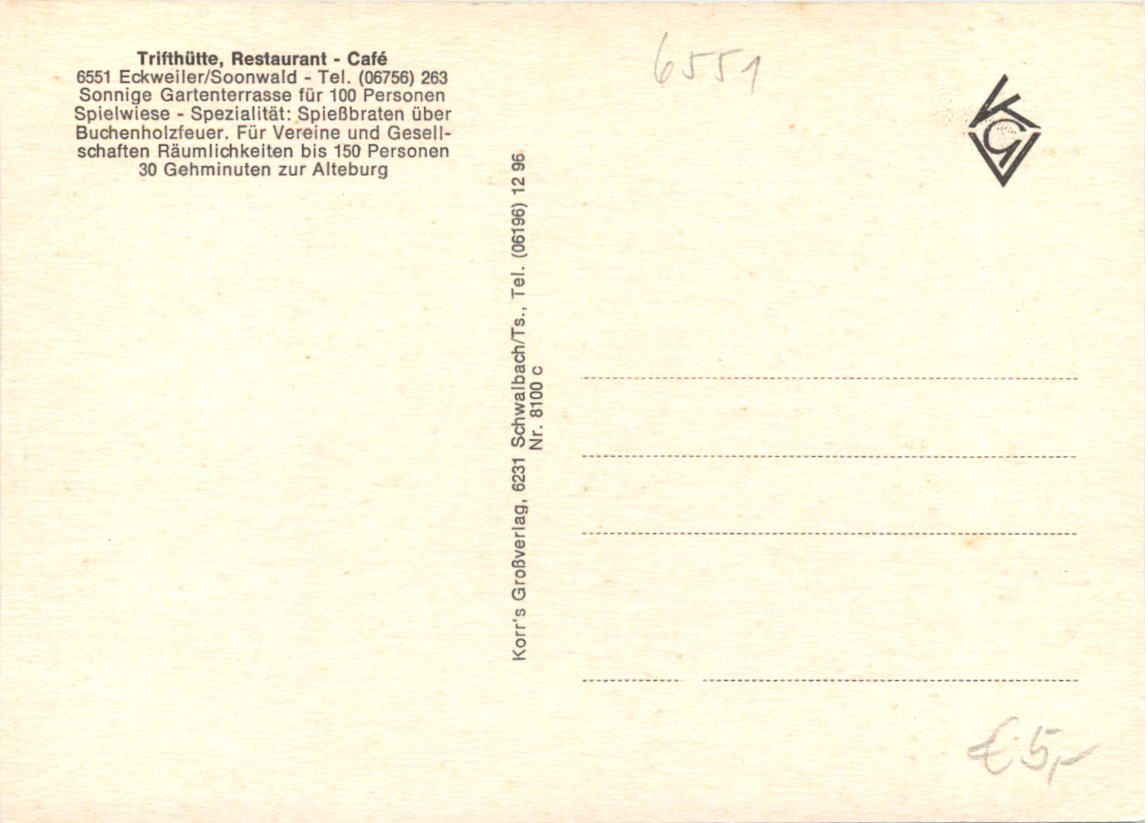 Trifthütte, Restaurant - Café
6551 Eckweiler/Soonwald - Tel. (06756) 263
Sonnige Gartenterrasse für 100 Personen
Spielwiese - Spezialität: Spießbraten über
Buchenholzfeuer. Für Vereine und Gesell-
schaften Räumlichkeiten bis 150 Personen
30 Gehminuten zur Alteburg
Korr's Großverlag, 6231 Schwalbach/Ts., Tel. (06196) 12 96
Nr. 8100 c
6551
KG
€ 5,-